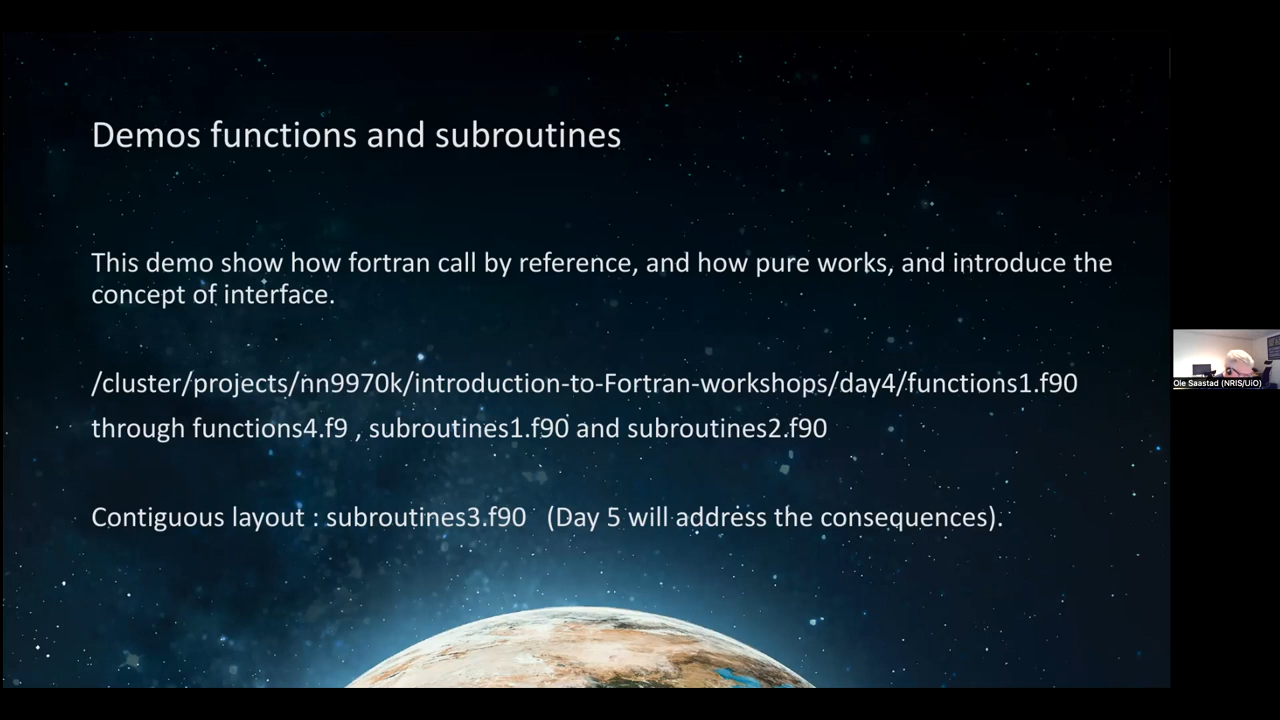 Demos functions and subroutines
This demo show how fortran call by reference, and how pure works, and introduce the
concept of interface.
/cluster/projects/nn9970k/introduction-to-Fortran-workshops/day4/functions1.f90
through functions4.f9 , subroutines1.f90 and subroutines2.f90
Contiguous layout : subroutines3.f90 (Day 5 will address the consequences).
Ole Saastad (NRIS/UiO)